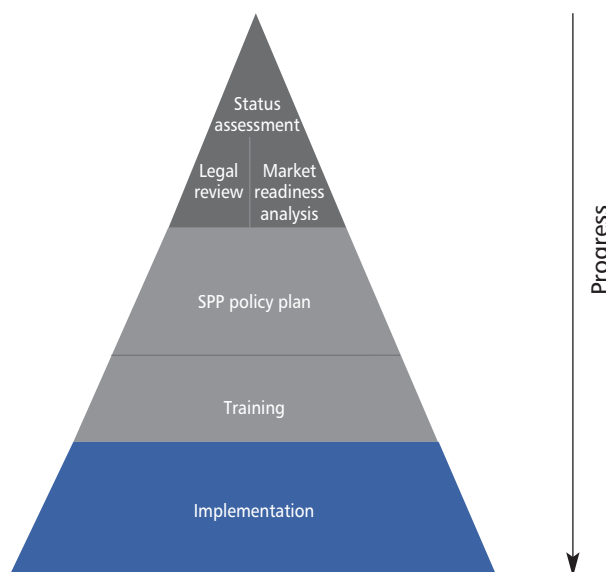 Status
assessment
Legal
review
Market
readiness
analysis
SPP policy plan
Training
Implementation
Progress